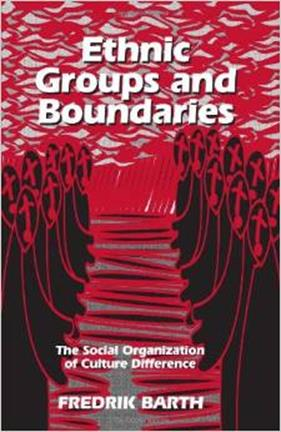 Ethnic
Groups and
Boundaries
The Social Organization
of Culture Difference
FREDRIK BARTH